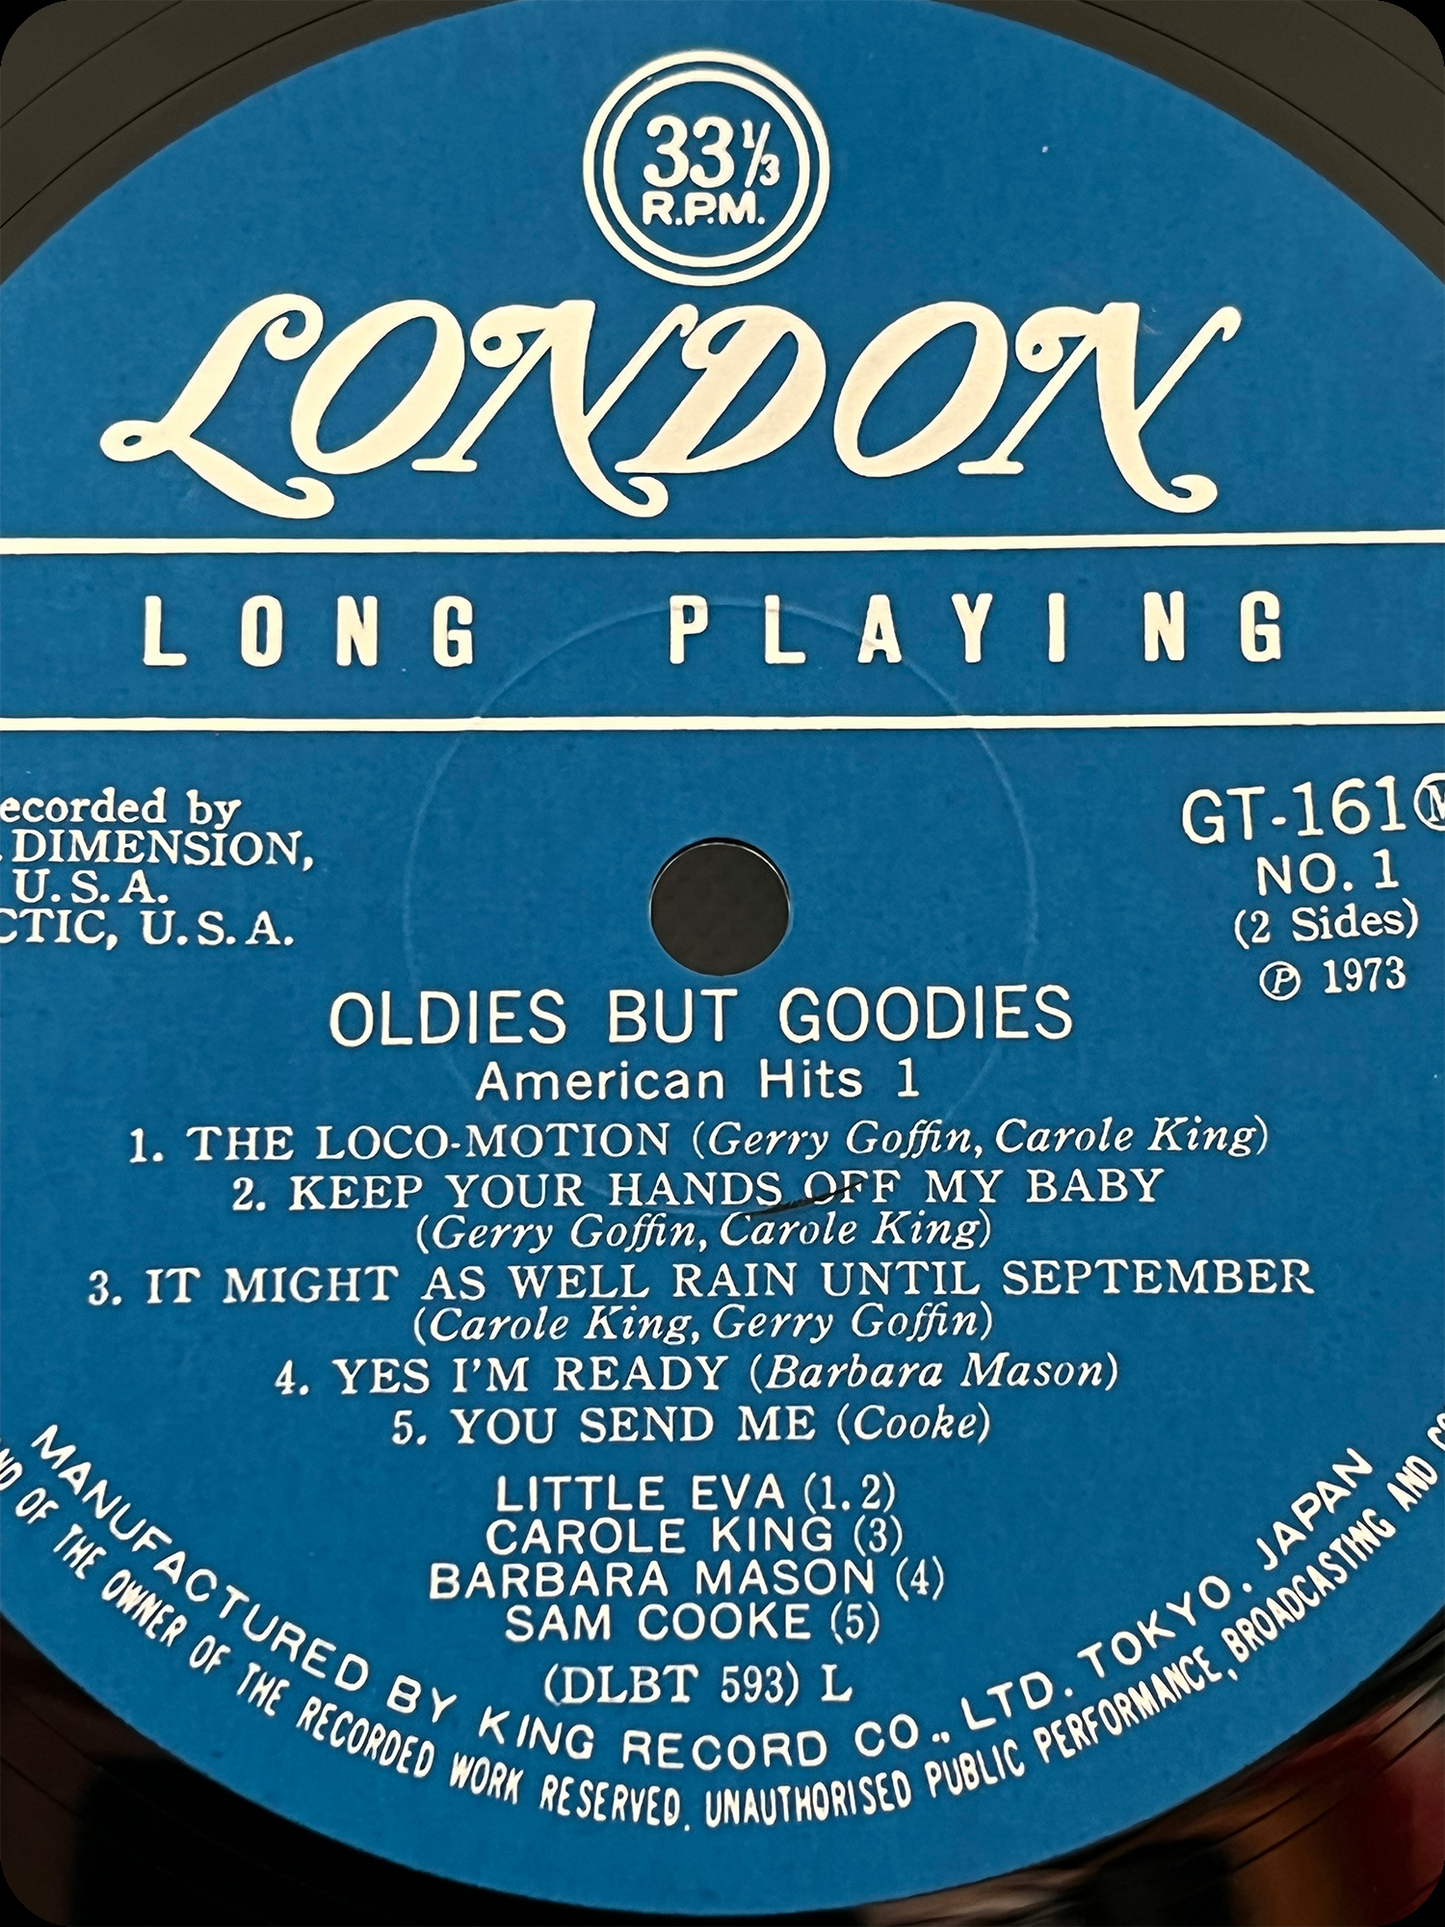 33⅓
R.P.M.
LONDON
LONG PLAYING
ecorded by
DIMENSION,
U.S.A.
CTIC, U.S.A.
GT-161Ⓜ
NO. 1
(2 Sides)
Ⓟ 1973
OLDIES BUT GOODIES
American Hits 1
1. THE LOCO-MOTION (Gerry Goffin, Carole King)
2. KEEP YOUR HANDS OFF MY BABY
(Gerry Goffin, Carole King)
3. IT MIGHT AS WELL RAIN UNTIL SEPTEMBER
(Carole King, Gerry Goffin)
4. YES I'M READY (Barbara Mason)
5. YOU SEND ME (Cooke)
LITTLE EVA (1. 2)
CAROLE KING (3)
BARBARA MASON (4)
SAM COOKE (5)
(DLBT 593) L
MANUFACTURED BY KING RECORD CO., LTD. TOKYO. JAPAN
ND OF THE OWNER OF THE RECORDED WORK RESERVED. UNAUTHORISED PUBLIC PERFORMANCE, BROADCASTING AND